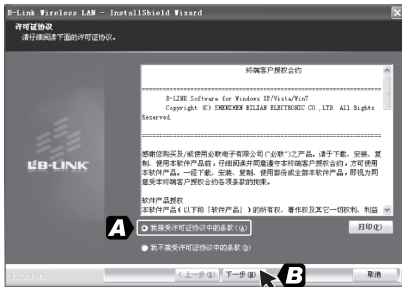 B-Link Wireless LAN - InstallShield Wizard
许可证协议
请仔细阅读下面的许可证协议。
终端客户授权合约
B-LINK Software for Windows XP/Vista/Win7
Copyright (C) SHENZHEN BILIAN ELECTRONIC CO.,LTD. All Rights
Reserved.
感谢您购买及/或使用必联电子有限公司("必联")之产品。请于下载、安装、复
制、使用本软件产品前,仔细阅读并同意遵守本终端客户授权合约,方可使用
本软件产品。一经下载、安装、复制、使用部份或全部本软件产品,即视为同
意受本终端客户授权合约各项条款的拘束。
软件产品授权
本软件产品(以下称「软件产品」)的所有权、著作权及其它一切权利、利益
LB-LINK
A
我接受许可证协议中的条款(A)
打印(P)
我不接受许可证协议中的条款(D)
InstallShield
<上一步(B)
下一步(N)
B
取消